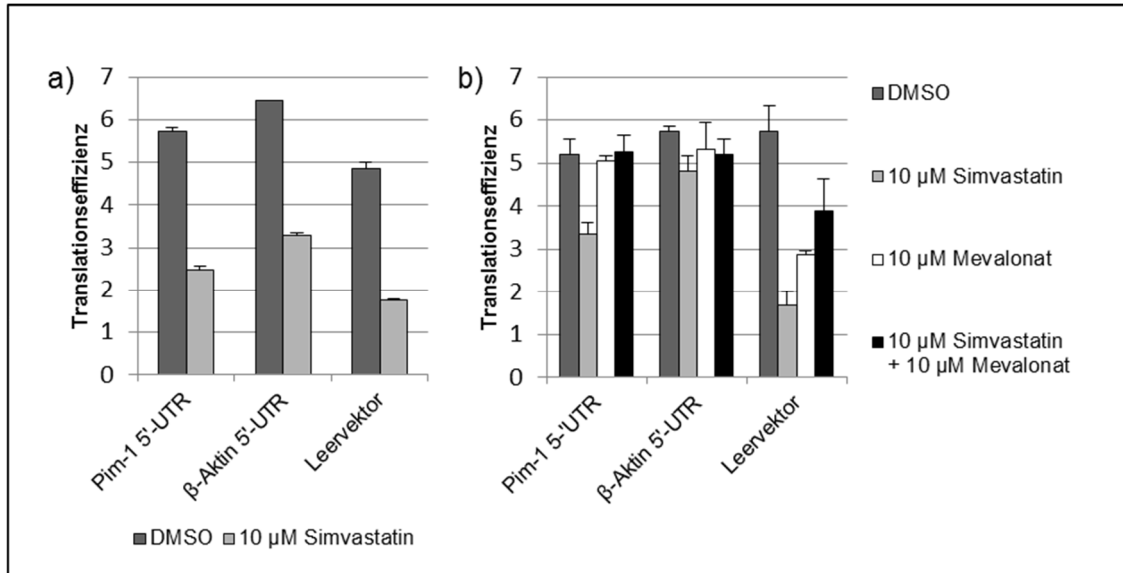 a)
Translationseffizienz
7
6
5
4
3
2
1
0
Pim-1 5'-UTR
β-Aktin 5'-UTR
Leervektor
DMSO
10 µM Simvastatin
b)
Translationseffizienz
7
6
5
4
3
2
1
0
Pim-1 5-'UTR
β-Aktin 5'-UTR
Leervektor
DMSO
10 µM Simvastatin
10 µM Mevalonat
10 µM Simvastatin
+ 10 µM Mevalonat